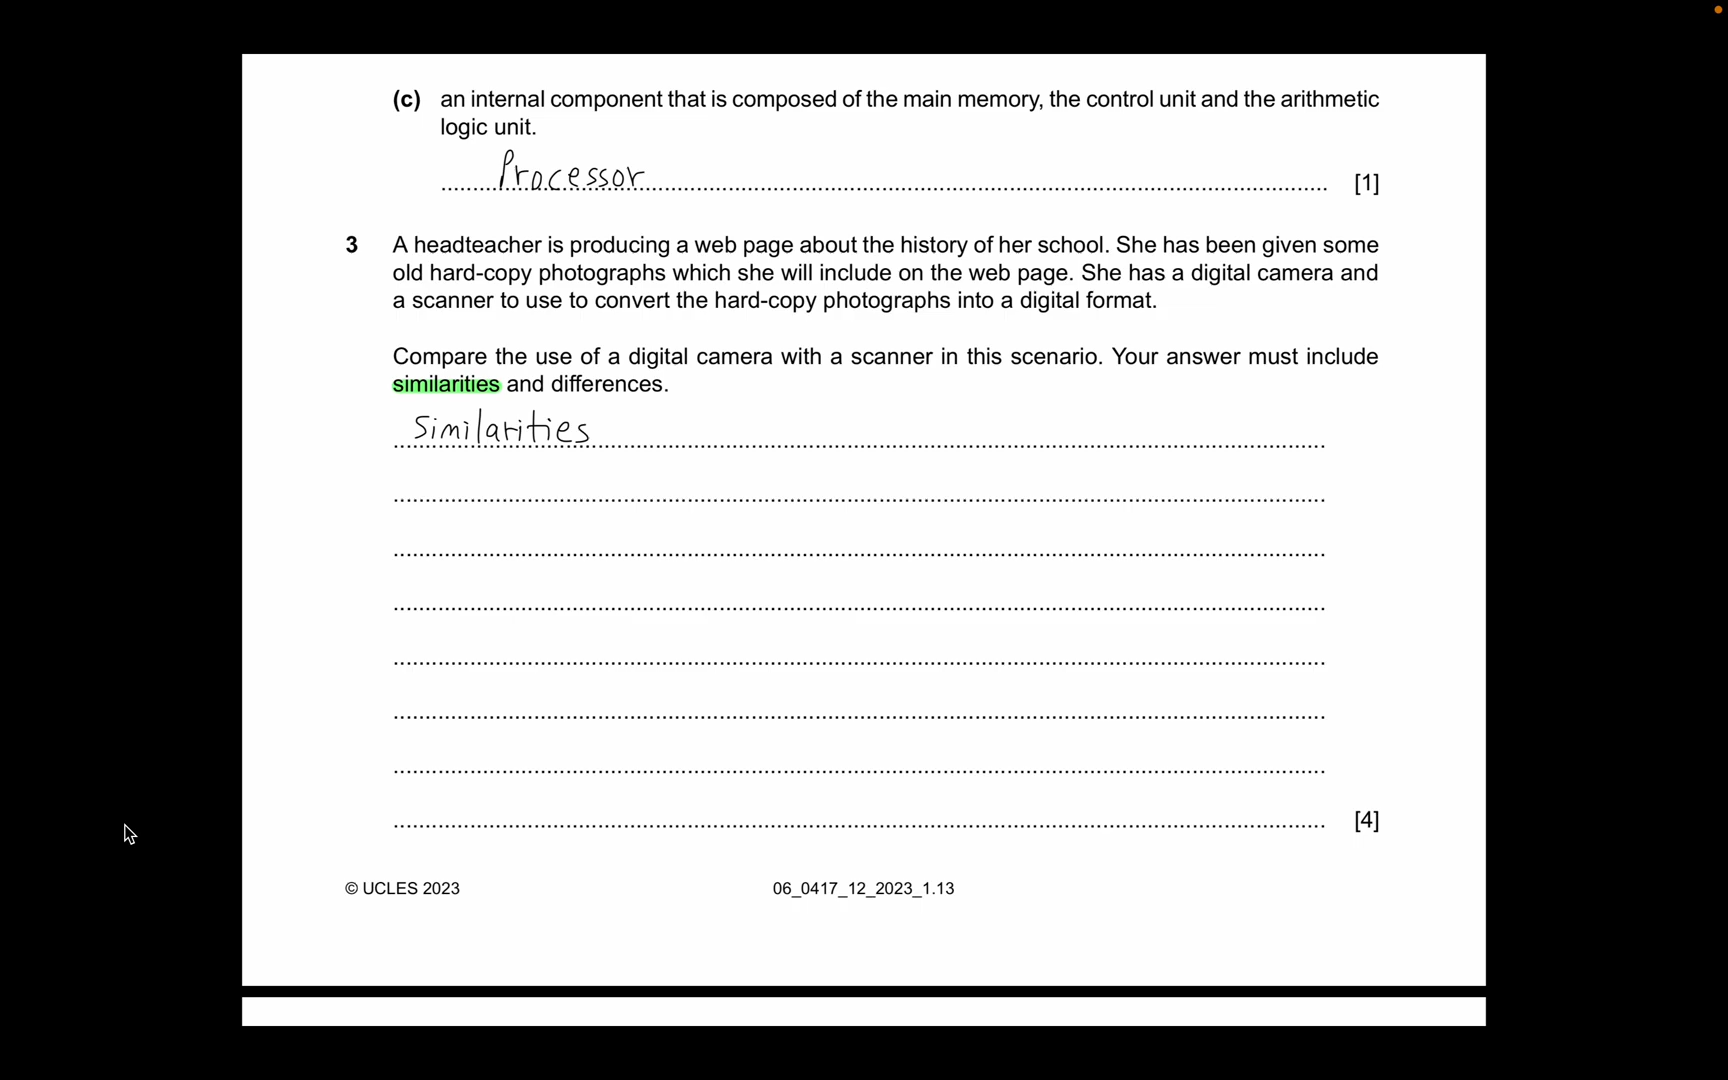 (c) an internal component that is composed of the main memory, the control unit and the arithmetic
logic unit.
Processor [1]
3 A headteacher is producing a web page about the history of her school. She has been given some
old hard-copy photographs which she will include on the web page. She has a digital camera and
a scanner to use to convert the hard-copy photographs into a digital format.
Compare the use of a digital camera with a scanner in this scenario. Your answer must include
similarities and differences.
Similarities
[4]
© UCLES 2023 06_0417_12_2023_1.13